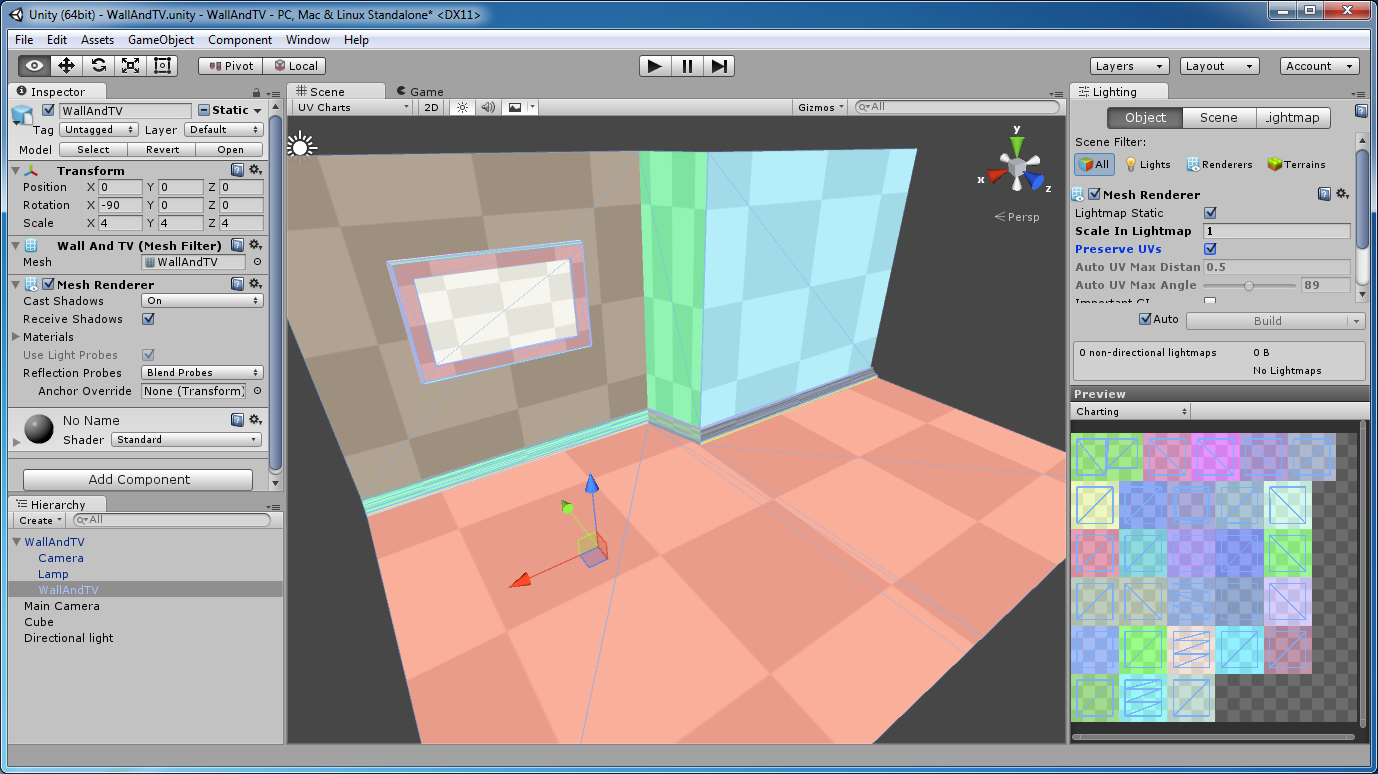 Unity (64bit) - WallAndTV.unity - WallAndTV - PC, Mac & Linux Standalone* <DX11>
File Edit Assets GameObject Component Window Help
Pivot Local Layers Layout Account
Inspector
WallAndTV Static
Tag Untagged Layer Default
Model Select Revert Open
Transform
Position X 0 Y 0 Z 0
Rotation X -90 Y 0 Z 0
Scale X 4 Y 4 Z 4
Wall And TV (Mesh Filter)
Mesh WallAndTV
Mesh Renderer
Cast Shadows On
Receive Shadows
Materials
Use Light Probes
Reflection Probes Blend Probes
Anchor Override None (Transform)
No Name
Shader Standard
Add Component
Hierarchy
Create All
WallAndTV
Camera
Lamp
WallAndTV
Main Camera
Cube
Directional light
Scene Game
UV Charts 2D Gizmos All
y
x
z
Persp
Lighting
Object Scene Lightmap
Scene Filter:
All Lights Renderers Terrains
Mesh Renderer
Lightmap Static
Scale In Lightmap 1
Preserve UVs
Auto UV Max Distan 0.5
Auto UV Max Angle 89
Important GI
Auto Build
0 non-directional lightmaps 0 B
No Lightmaps
Preview
Charting